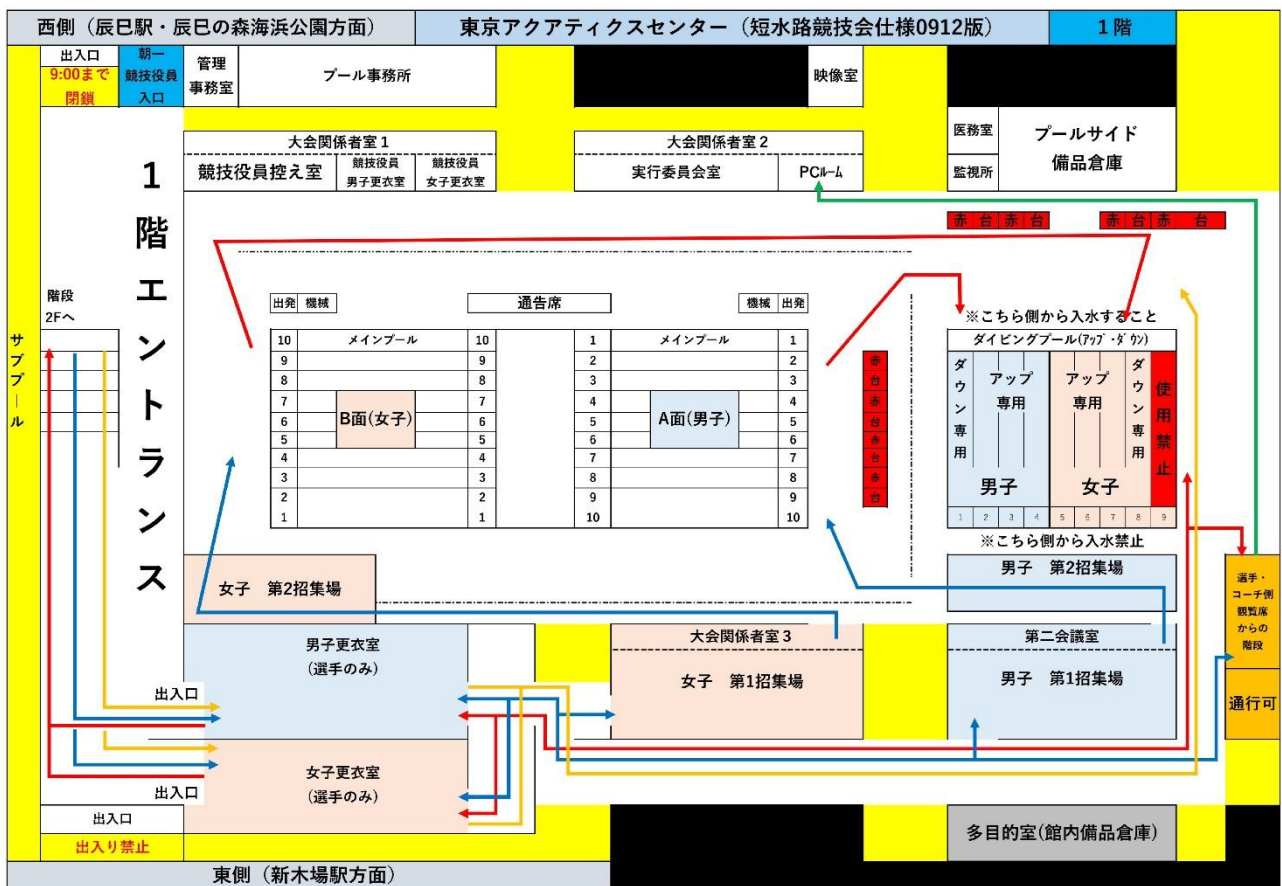 西側（辰巳駅・辰巳の森海浜公園方面）
東京アクアティクスセンター（短水路競技会仕様0912版）
1階
出入口
9:00まで
閉鎖
朝一
競技役員
入口
管理
事務室
プール事務所
映像室
大会関係者室1
競技役員控え室
競技役員
男子更衣室
競技役員
女子更衣室
大会関係者室2
実行委員会室
PCルーム
医務室
監視所
プールサイド
備品倉庫
1階エントランス
赤 台 赤 台
赤 台 赤 台
階段
2Fへ
サブプール
出発 機械
通告席
機械 出発
※こちら側から入水すること
10 メインプール 10
9 9
8 8
7 7
6 6
5 5
4 4
3 3
2 2
1 1
B面(女子)
1 メインプール 1
2 2
3 3
4 4
5 5
6 6
7 7
8 8
9 9
10 10
A面(男子)
赤
台
赤
台
赤
台
赤
台
ダイビングプール(アップ・ダウン)
ダウン専用
アップ
専用
アップ
専用
ダウン専用
使用禁止
男子
女子
1 2 3 4 5 6 7 8 9
※こちら側から入水禁止
女子 第2招集場
男子 第2招集場
選手・
コーチ側
観覧席
からの
階段
通行可
男子更衣室
(選手のみ)
大会関係者室3
女子 第1招集場
第二会議室
男子 第1招集場
出入口
女子更衣室
(選手のみ)
出入口
出入口
出入り禁止
多目的室(館内備品倉庫)
東側（新木場駅方面）